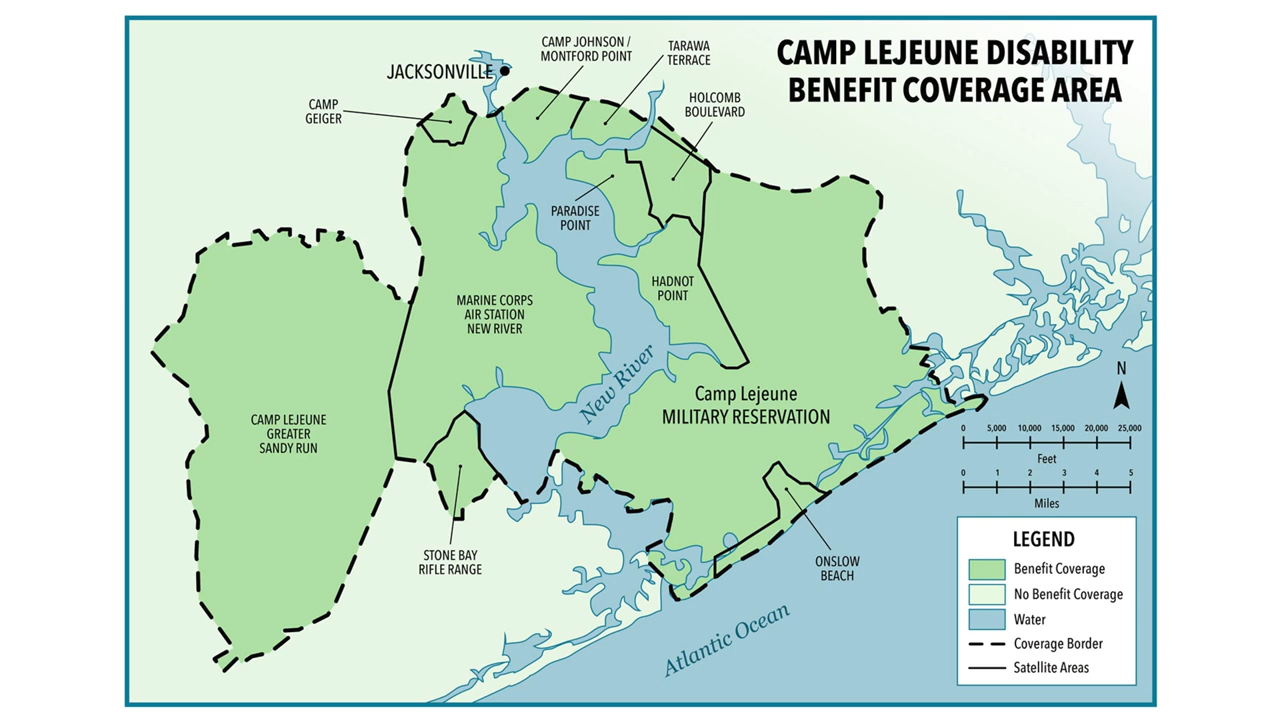 CAMP LEJEUNE DISABILITY
BENEFIT COVERAGE AREA
JACKSONVILLE
CAMP JOHNSON /
MONTFORD POINT
TARAWA
TERRACE
HOLCOMB
BOULEVARD
CAMP
GEIGER
PARADISE
POINT
HADNOT
POINT
MARINE CORPS
AIR STATION
NEW RIVER
New River
Camp Lejeune
MILITARY RESERVATION
CAMP LEJEUNE
GREATER
SANDY RUN
STONE BAY
RIFLE RANGE
ONSLOW
BEACH
Atlantic Ocean
N
0 5,000 10,000 15,000 20,000 25,000
Feet
0 1 2 3 4 5
Miles
LEGEND
Benefit Coverage
No Benefit Coverage
Water
Coverage Border
Satellite Areas